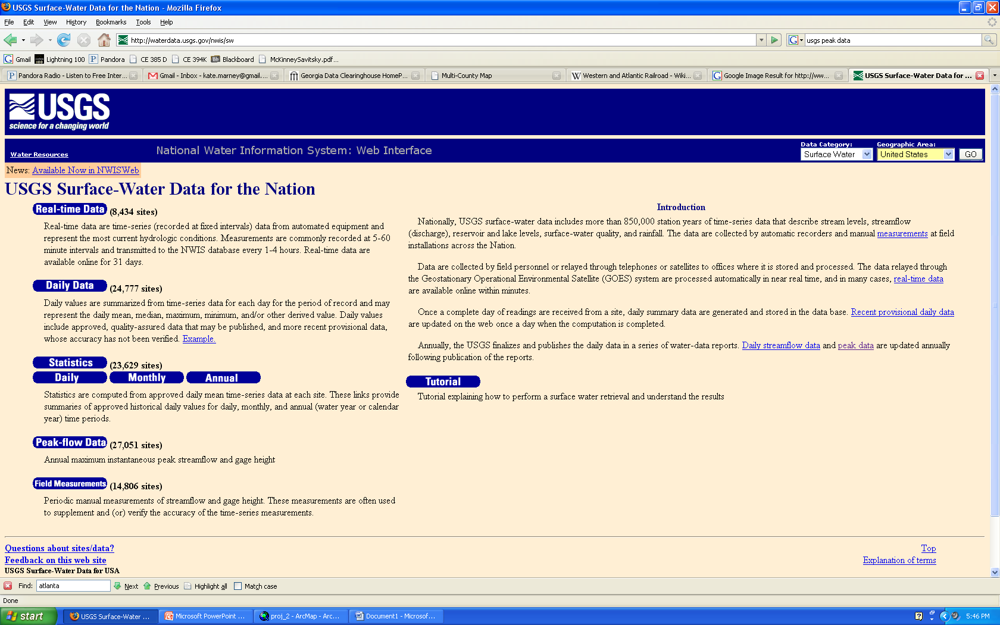 USGS Surface-Water Data for the Nation - Mozilla Firefox
File Edit View History Bookmarks Tools Help
http://waterdata.usgs.gov/nwis/sw
usgs peak data
Gmail Lightning 100 Pandora CE 385 D CE 394K Blackboard McKinneySavitsky.pdf...
Pandora Radio - Listen to Free Inter... Gmail - Inbox - kate.marney@gmail.... Georgia Data Clearinghouse HomeP... Multi-County Map Western and Atlantic Railroad - Wiki... Google Image Result for http://ww... USGS Surface-Water Data for ...
USGS
science for a changing world
Water Resources
National Water Information System: Web Interface
Data Category: Geographic Area:
Surface Water United States GO
News: Available Now in NWISWeb
USGS Surface-Water Data for the Nation
Real-time Data (8,434 sites)
Real-time data are time-series (recorded at fixed intervals) data from automated equipment and
represent the most current hydrologic conditions. Measurements are commonly recorded at 5-60
minute intervals and transmitted to the NWIS database every 1-4 hours. Real-time data are
available online for 31 days.
Daily Data (24,777 sites)
Daily values are summarized from time-series data for each day for the period of record and may
represent the daily mean, median, maximum, minimum, and/or other derived value. Daily values
include approved, quality-assured data that may be published, and more recent provisional data,
whose accuracy has not been verified. Example.
Statistics (23,629 sites)
Daily Monthly Annual
Statistics are computed from approved daily mean time-series data at each site. These links provide
summaries of approved historical daily values for daily, monthly, and annual (water year or calendar
year) time periods.
Peak-flow Data (27,051 sites)
Annual maximum instantaneous peak streamflow and gage height
Field Measurements (14,806 sites)
Periodic manual measurements of streamflow and gage height. These measurements are often used
to supplement and (or) verify the accuracy of the time-series measurements.
Introduction
Nationally, USGS surface-water data includes more than 850,000 station years of time-series data that describe stream levels, streamflow
(discharge), reservoir and lake levels, surface-water quality, and rainfall. The data are collected by automatic recorders and manual measurements at field
installations across the Nation.
Data are collected by field personnel or relayed through telephones or satellites to offices where it is stored and processed. The data relayed through
the Geostationary Operational Environmental Satellite (GOES) system are processed automatically in near real time, and in many cases, real-time data
are available online within minutes.
Once a complete day of readings are received from a site, daily summary data are generated and stored in the data base. Recent provisional daily data
are updated on the web once a day when the computation is completed.
Annually, the USGS finalizes and publishes the daily data in a series of water-data reports. Daily streamflow data and peak data are updated annually
following publication of the reports.
Tutorial
Tutorial explaining how to perform a surface water retrieval and understand the results
Questions about sites/data?
Feedback on this web site
USGS Surface-Water Data for USA
Top
Explanation of terms
Find: atlanta Next Previous Highlight all Match case
Done
start USGS Surface-Water ... Microsoft PowerPoint ... proj_2 - ArcMap - Arc... Document1 - Microsof... 5:46 PM